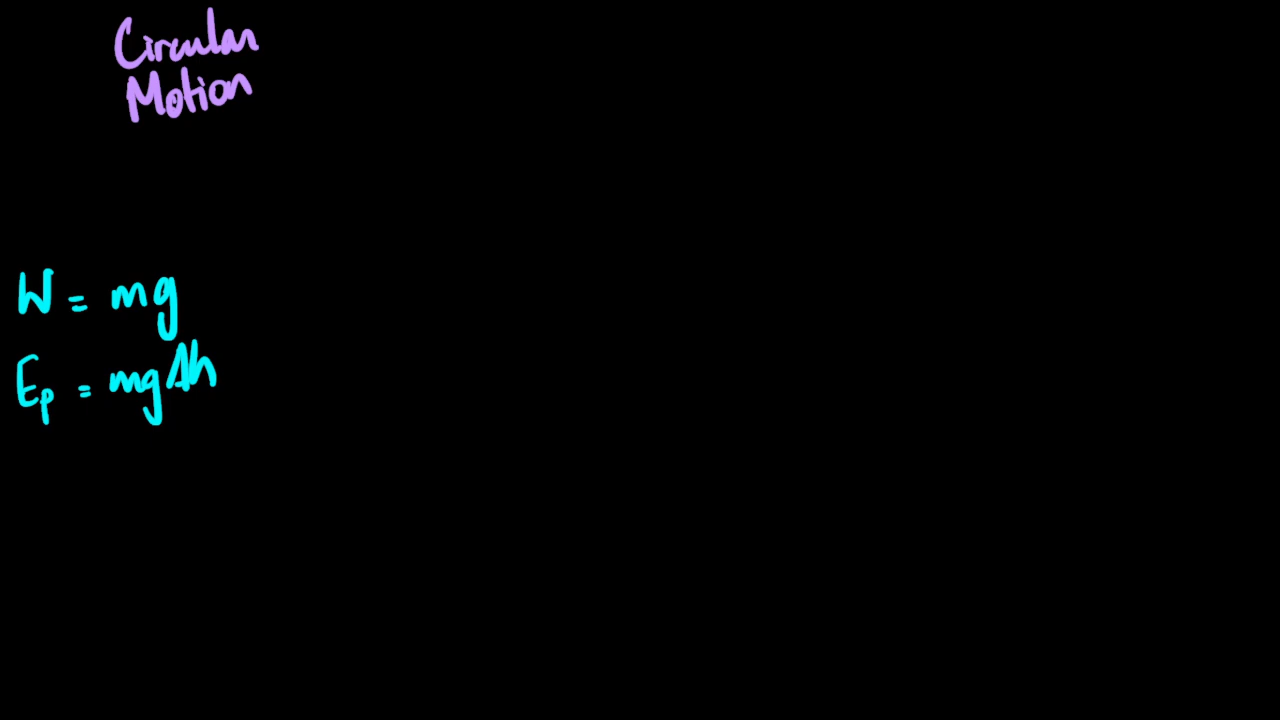 Circular
Motion
W = mg
Ep = mgΔh